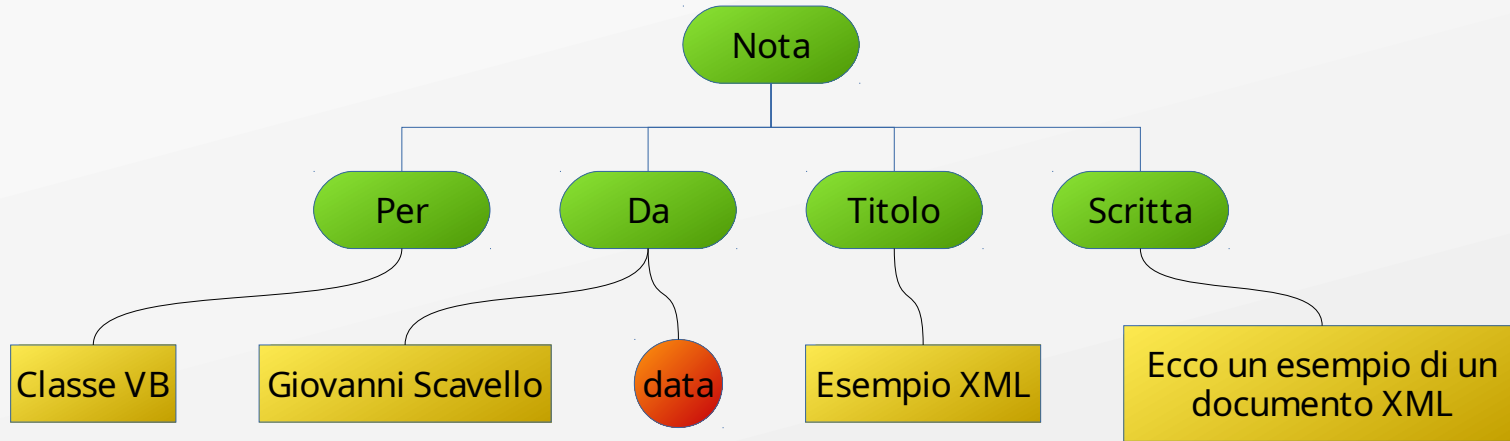 Nota
Per
Da
Titolo
Scritta
Classe VB
Giovanni Scavello
data
Esempio XML
Ecco un esempio di un
documento XML